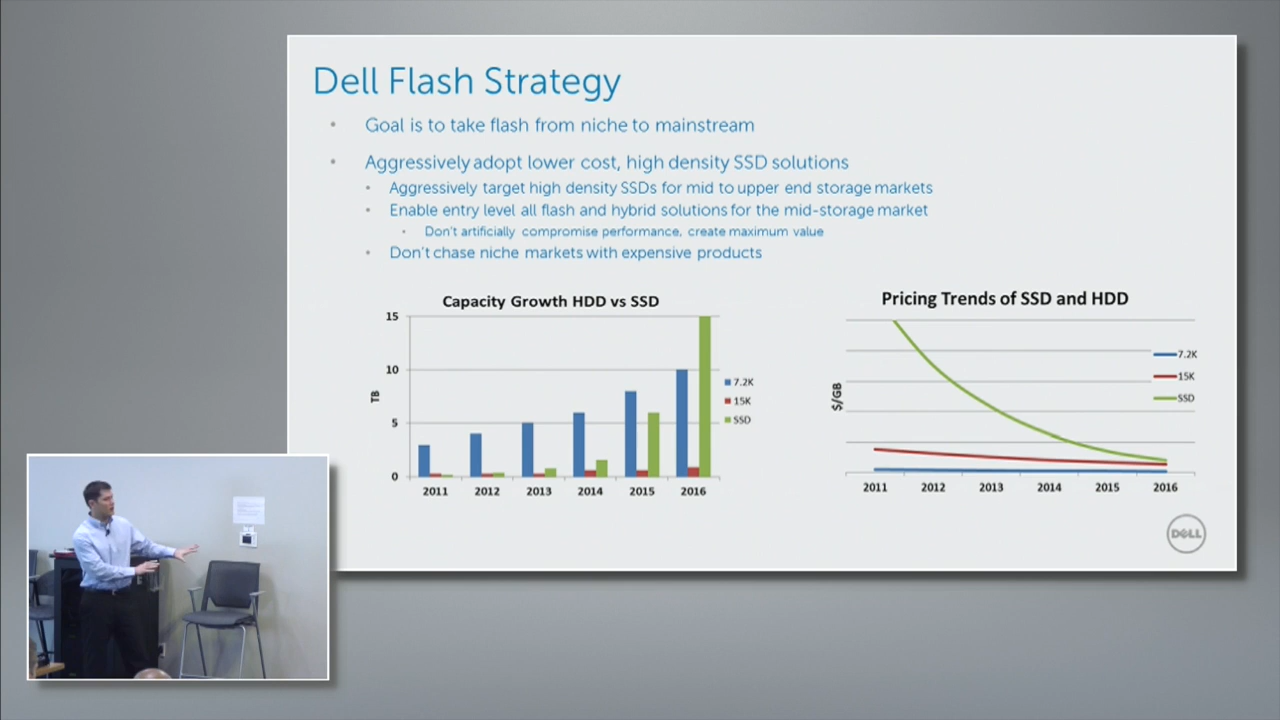 Dell Flash Strategy
• Goal is to take flash from niche to mainstream
• Aggressively adopt lower cost, high density SSD solutions
• Aggressively target high density SSDs for mid to upper end storage markets
• Enable entry level all flash and hybrid solutions for the mid-storage market
• Don't artificially compromise performance, create maximum value
• Don't chase niche markets with expensive products
Capacity Growth HDD vs SSD
15
10
5
0
TB
2011 2012 2013 2014 2015 2016
7.2K
15K
SSD
Pricing Trends of SSD and HDD
$/GB
7.2K
15K
SSD
2011 2012 2013 2014 2015 2016
DELL